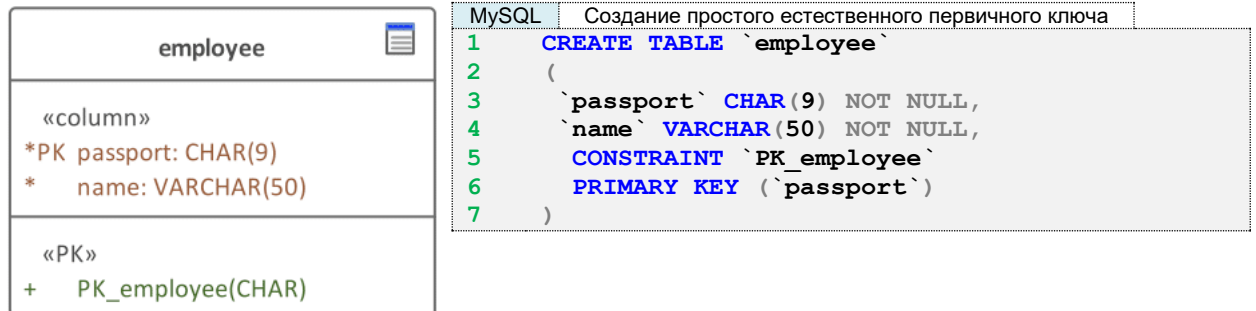 employee
«column»
*PK passport: CHAR(9)
* name: VARCHAR(50)
«PK»
+ PK_employee(CHAR)
MySQL Создание простого естественного первичного ключа
1 CREATE TABLE `employee`
2 (
3 `passport` CHAR(9) NOT NULL,
4 `name` VARCHAR(50) NOT NULL,
5 CONSTRAINT `PK_employee`
6 PRIMARY KEY (`passport`)
7 )